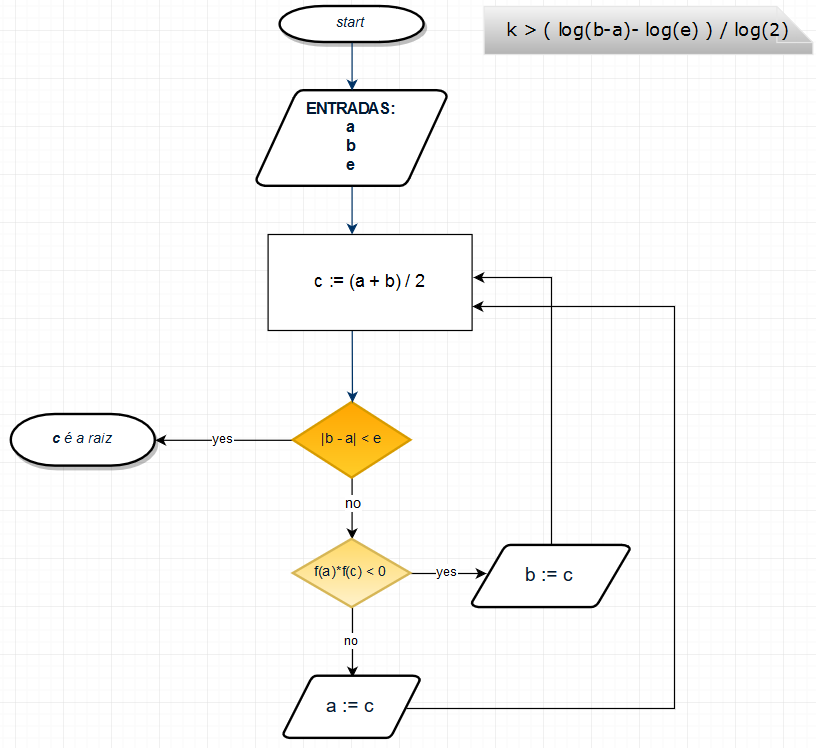 start
k > ( log(b-a)- log(e) ) / log(2)
ENTRADAS:
a
b
e
c := (a + b) / 2
|b - a| < e
yes
c é a raiz
no
f(a)*f(c) < 0
yes
b := c
no
a := c